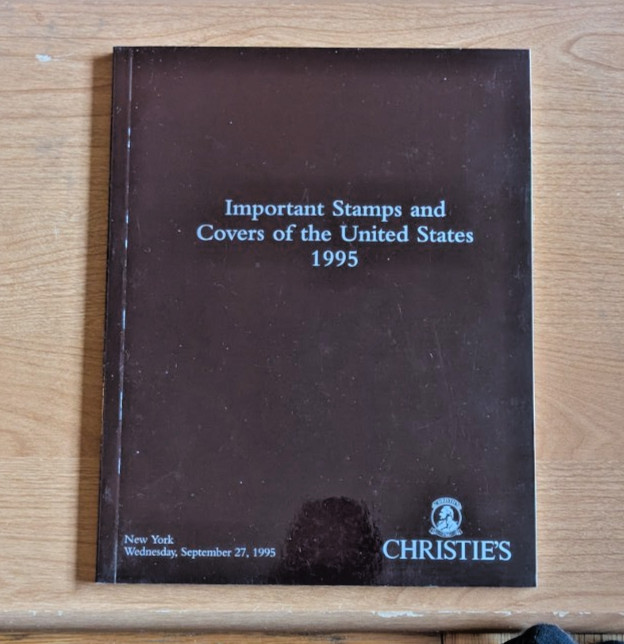 Important Stamps and
Covers of the United States
1995
New York
Wednesday, September 27, 1995
CHRISTIE'S